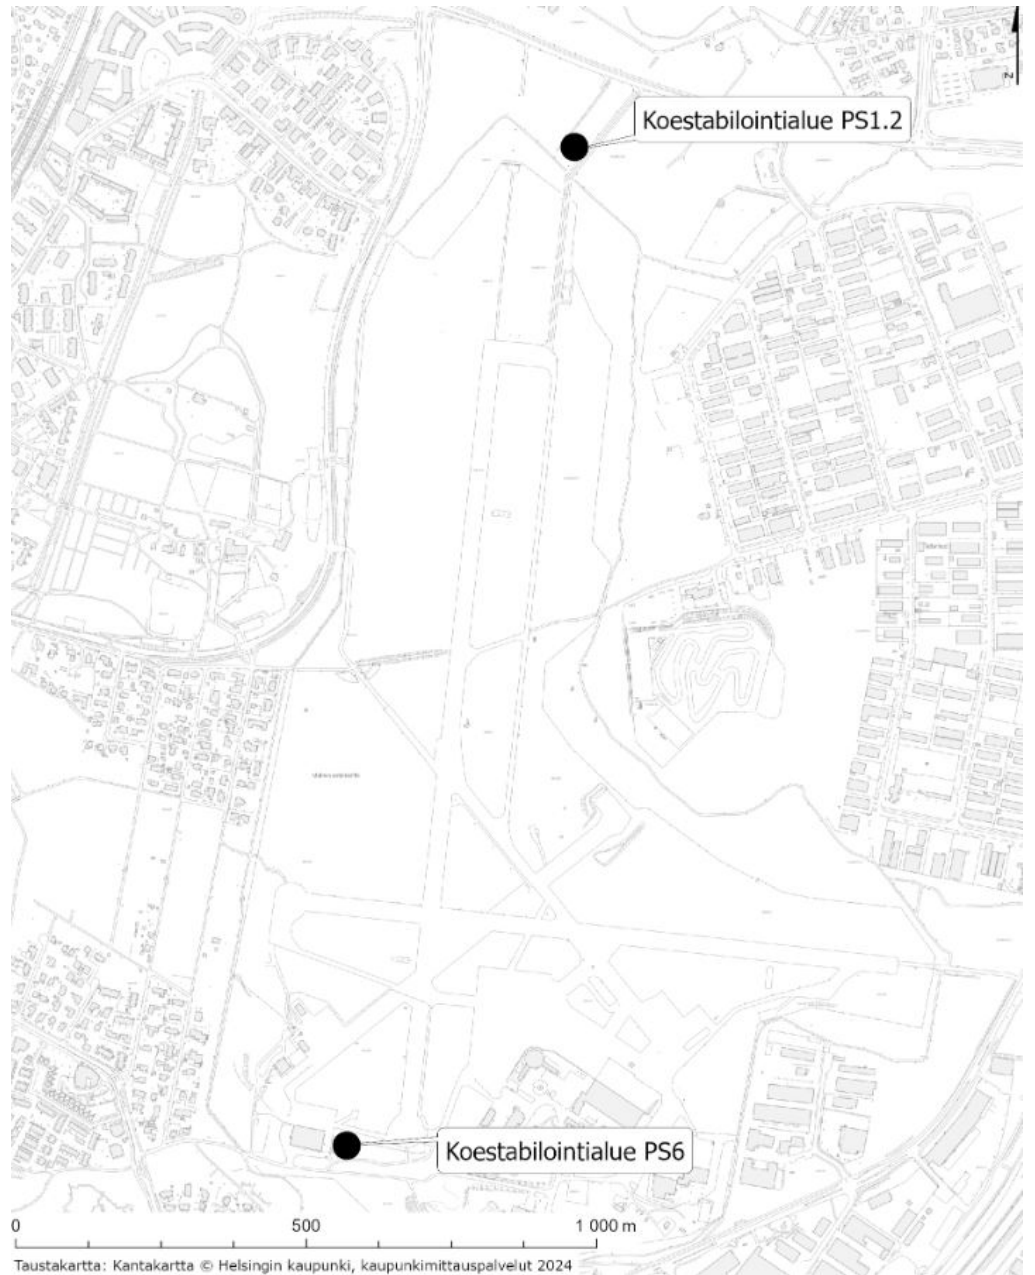 Z
Koestabilointialue PS1.2
Koestabilointialue PS6
0 500 1 000 m
Taustakartta: Kantakartta © Helsingin kaupunki, kaupunkimittauspalvelut 2024